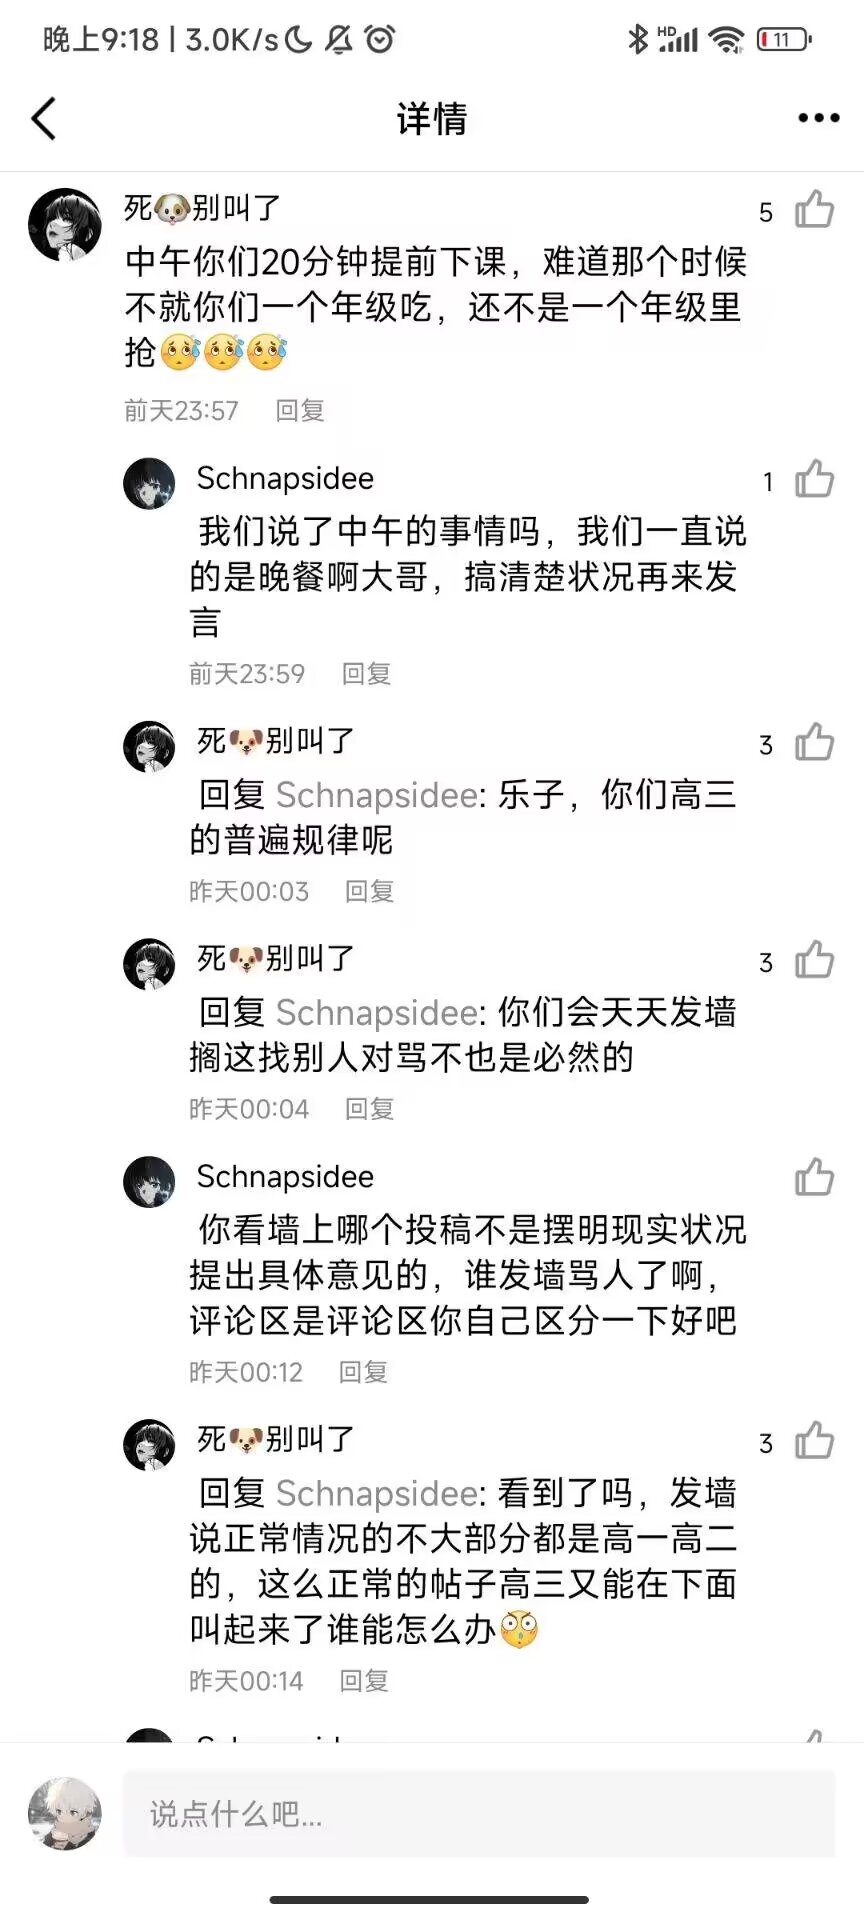 晚上9:18 | 3.0K/s HD 11
详情
死🐶别叫了 5
中午你们20分钟提前下课，难道那个时候
不就你们一个年级吃，还不是一个年级里
抢😥😥😥
前天23:57 回复
Schnapsidee 1
我们说了中午的事情吗，我们一直说
的是晚餐啊大哥，搞清楚状况再来发
言
前天23:59 回复
死🐶别叫了 3
回复 Schnapsidee: 乐子，你们高三
的普遍规律呢
昨天00:03 回复
死🐶别叫了 3
回复 Schnapsidee: 你们会天天发墙
搁这找别人对骂不也是必然的
昨天00:04 回复
Schnapsidee
你看墙上哪个投稿不是摆明现实状况
提出具体意见的，谁发墙骂人了啊，
评论区是评论区你自己区分一下好吧
昨天00:12 回复
死🐶别叫了 3
回复 Schnapsidee: 看到了吗，发墙
说正常情况的不大部分都是高一高二
的，这么正常的帖子高三又能在下面
叫起来了谁能怎么办
昨天00:14 回复
说点什么吧...